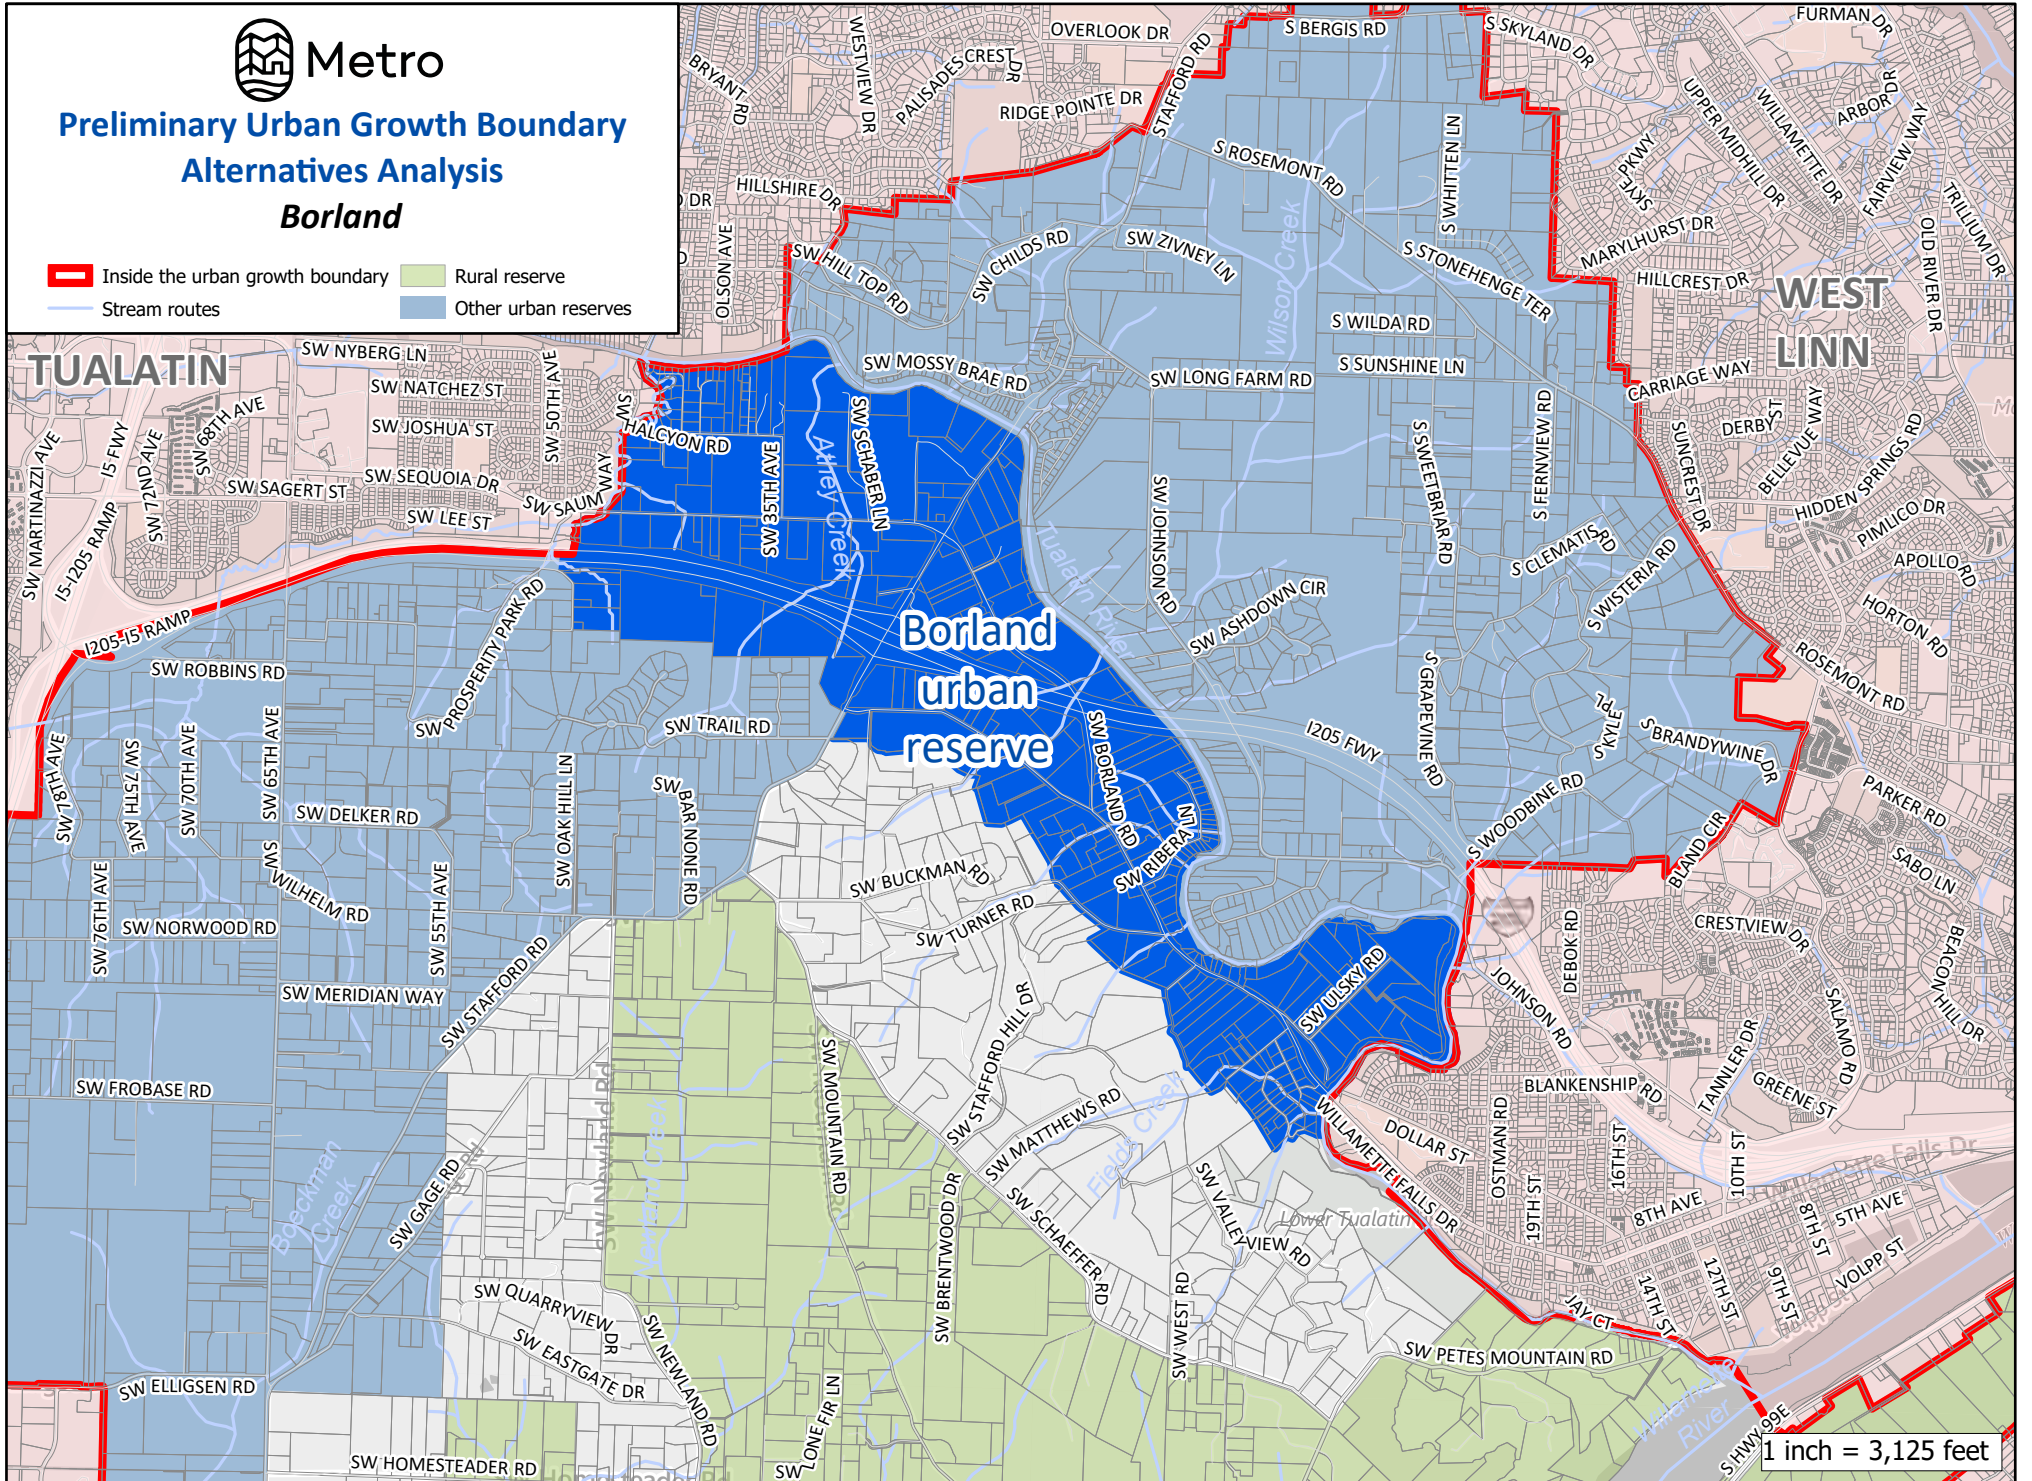 Metro
Preliminary Urban Growth Boundary
Alternatives Analysis
Borland
Inside the urban growth boundary
Rural reserve
Stream routes
Other urban reserves
OVERLOOK DR
S BERGIS RD
S SKYLAND DR
FURMAN DR
WESTVIEW DR
PALISADES CREST DR
BRYANT RD
RIDGE POINTE DR
STAFFORD RD
UPPER MIDHILL DR
WILLAMETTE DR
ARBOR DR
FAIRVIEW WAY
TRILLIUM DR
SKYE PKWY
S ROSEMONT RD
S WHITTEN LN
HILLSHIRE DR
OLSON AVE
SW HILL TOP RD
SW CHILDS RD
SW ZIVNEY LN
Wilson Creek
S STONEHENGE TER
MARYLHURST DR
HILLCREST DR
OLD RIVER DR
WEST
LINN
S WILDA RD
S SUNSHINE LN
SW LONG FARM RD
SW MOSSY BRAE RD
CARRIAGE WAY
TUALATIN
SW NYBERG LN
SW NATCHEZ ST
SW JOSHUA ST
SW 50TH AVE
SW SEQUOIA DR
SW SAGERT ST
SW LEE ST
SW SAUM WAY
SW HALCYON RD
SW 35TH AVE
Athey Creek
SW SCHABER LN
SW MARTINAZZI AVE
I5 FWY
I5-I205 RAMP
SW 72ND AVE
SW 68TH AVE
DERBY ST
BELLEVUE WAY
SUNCREST DR
HIDDEN SPRINGS RD
PIMILICO DR
APOLLO RD
HORTON RD
S SWEETBRIAR RD
S FERNVIEW RD
S CLEMATIS RD
S WISTERIA RD
SW JOHNSON RD
Tualatin River
SW ASHDOWN CIR
Borland
urban
reserve
I205-I5 RAMP
SW ROBBINS RD
SW PROSPERITY PARK RD
SW TRAIL RD
ROSEMONT RD
S GRAPEVINE RD
S KYLE PL
S BRANDYWINE DR
I205 FWY
S WOODBINE RD
PARKER RD
SW 78TH AVE
SW 75TH AVE
SW 70TH AVE
SW 65TH AVE
SW DELKER RD
SW OAK HILL LN
SW BAR NONE RD
SW BORLAND RD
SW RIBERA LN
BLAND CIR
SABO LN
SW 76TH AVE
SW WILHELM RD
SW 55TH AVE
SW NORWOOD RD
SW MERIDIAN WAY
SW STAFFORD RD
SW BUCKMAN RD
SW TURNER RD
DEBOK RD
CRESTVIEW DR
BEACON HILL DR
SALAMO RD
JOHNSON RD
SW ULSKY RD
SW STAFFORD HILL DR
SW FROBASE RD
SW Newland Rd
Newland Creek
SW MOUNTAIN RD
SW MATTHEWS RD
Fields Creek
BLANKENSHIP RD
TANNLER DR
GREENE ST
WILLAMETTE FALLS DR
DOLLAR ST
OSTMAN RD
19TH ST
16TH ST
10TH ST
8TH AVE
5TH AVE
8TH ST
VOLPP ST
9TH ST
12TH ST
14TH ST
JAY CT
Boeckman
Creek
SW GAGE RD
SW BRENTWOOD DR
SW SCHAEFFER RD
SW VALLEY VIEW RD
Lower Tualatin
SW WEST RD
SW QUARRYVIEW DR
SW EASTGATE DR
SW NEWLAND RD
SW LONE FIR LN
SW PETES MOUNTAIN RD
SW ELLIGSEN RD
SW HOMESTEADER RD
Willamette
River
S HWY 99E
1 inch = 3,125 feet